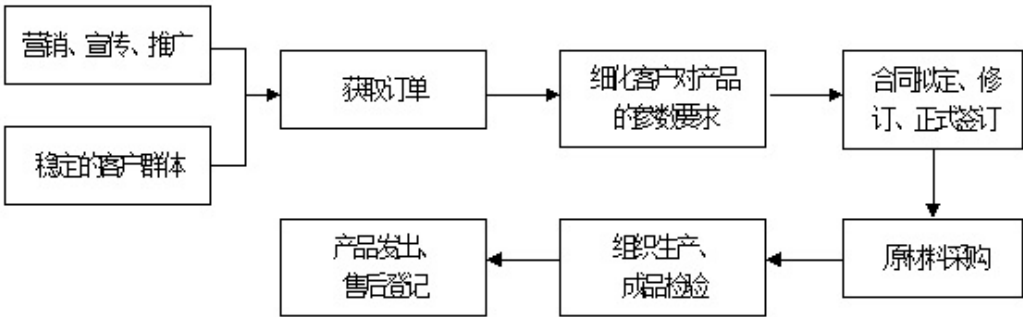 营销、宣传、推广
稳定的客户群体
获取订单
细化客户对产品
的参数要求
合同拟定、修
订、正式签订
原材料采购
组织生产、
成品检验
产品发出、
售后登记